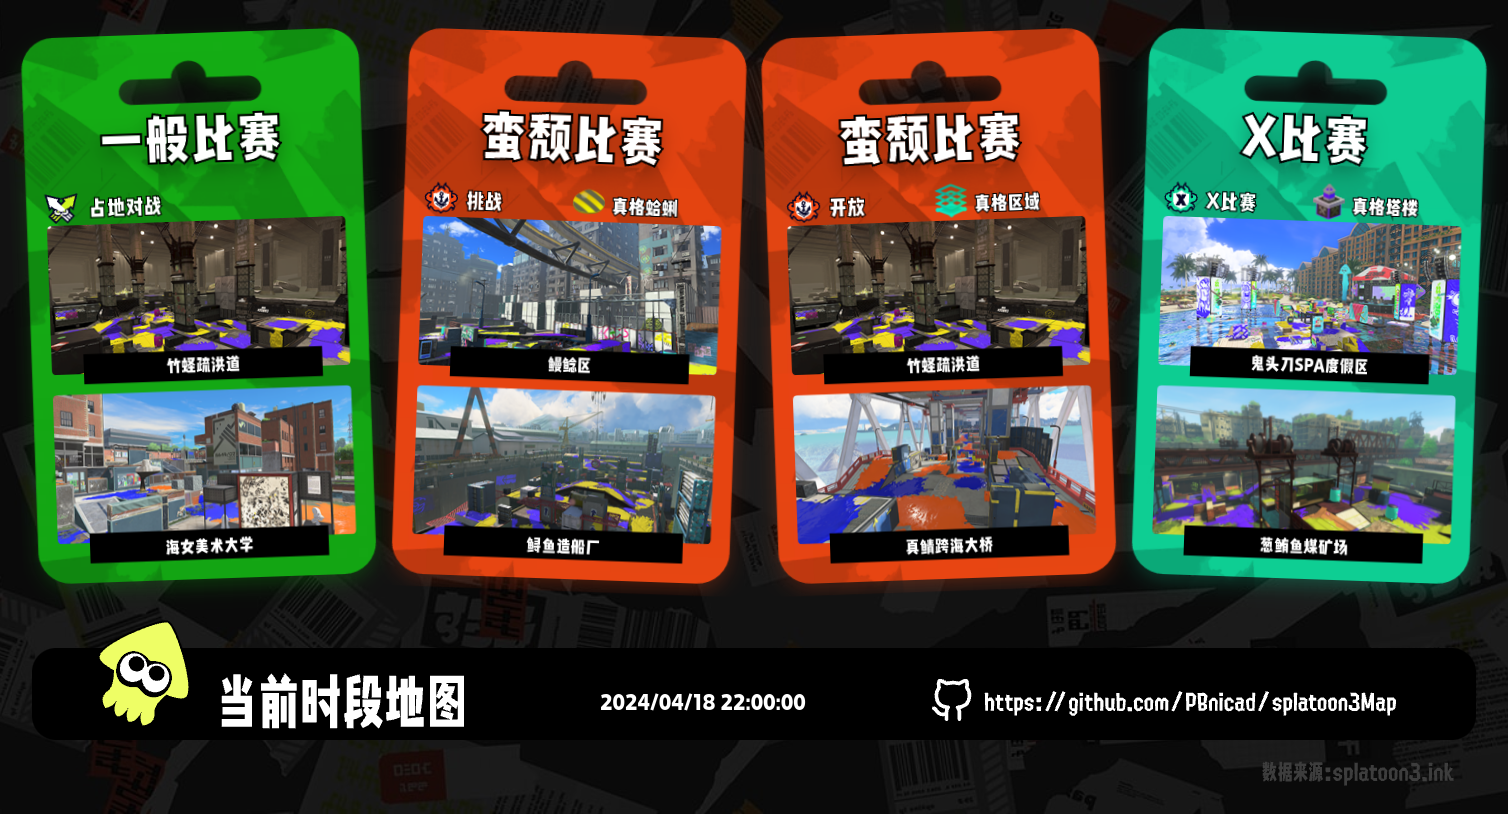 一般比赛
占地对战
竹蛏疏洪道
海女美术大学
蛮颓比赛
挑战
真格蛤蜊
鳗鲶区
鲟鱼造船厂
蛮颓比赛
开放
真格区域
竹蛏疏洪道
真鲭跨海大桥
X比赛
X比赛
真格塔楼
鬼头刀SPA度假区
葱鲔鱼煤矿场
当前时段地图
2024/04/18 22:00:00
https://github.com/PBnicad/splatoon3Map
数据来源:splatoon3.ink